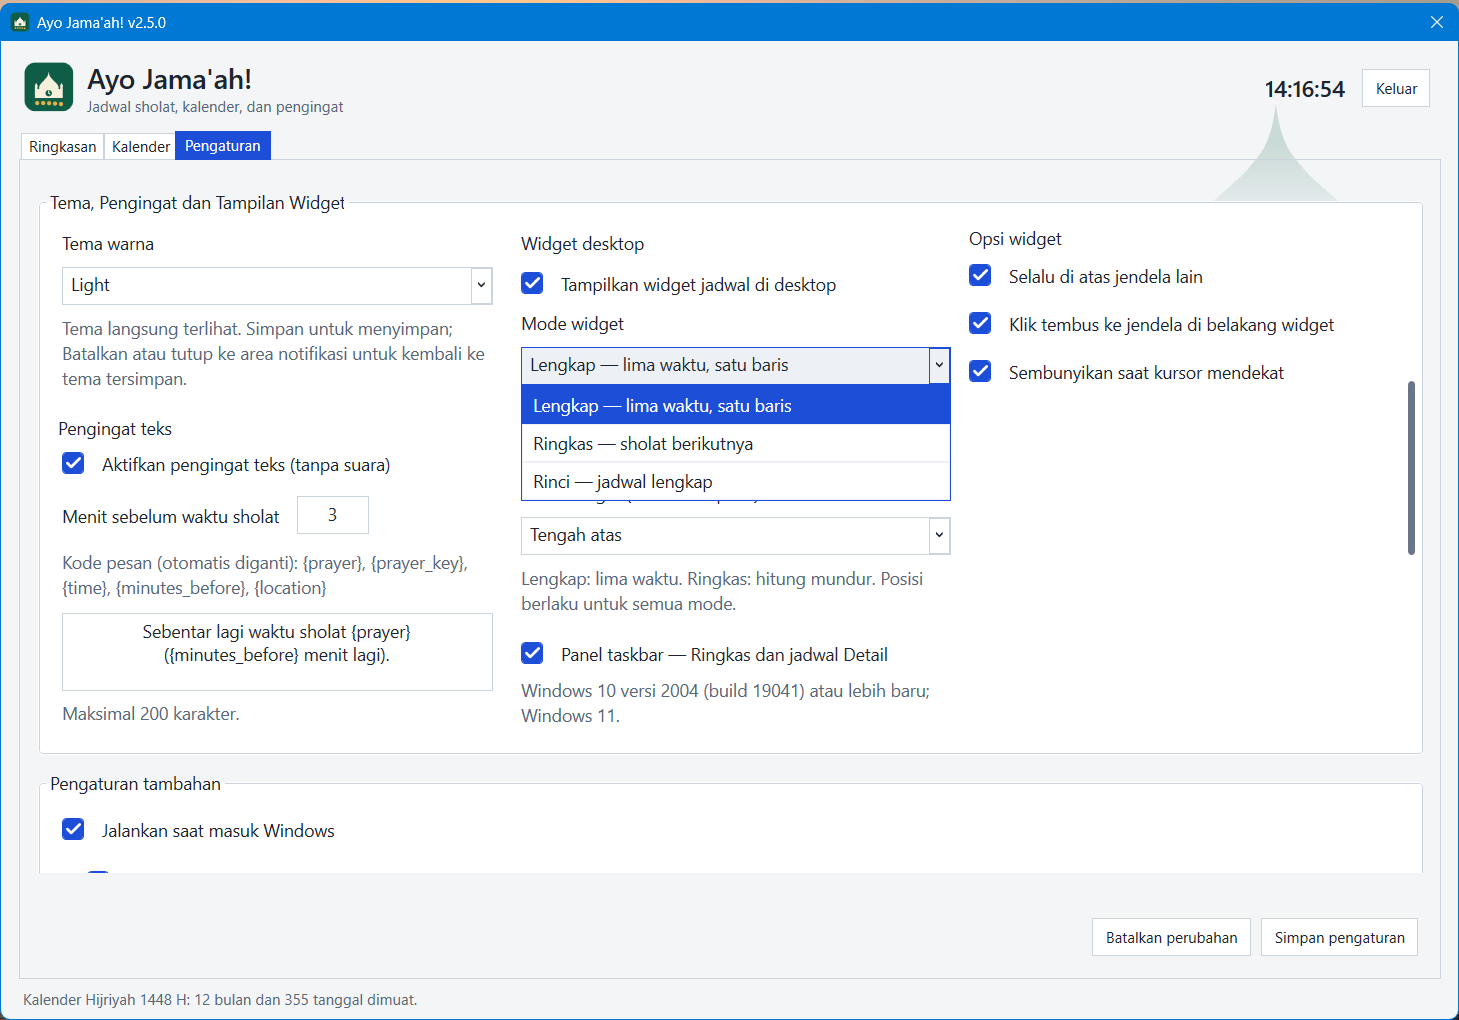 Ayo Jama'ah! v2.5.0
Ayo Jama'ah!
Jadwal sholat, kalender, dan pengingat
14:16:54
Keluar
Ringkasan
Kalender
Pengaturan
Tema, Pengingat dan Tampilan Widget
Tema warna
Light
Tema langsung terlihat. Simpan untuk menyimpan;
Batalkan atau tutup ke area notifikasi untuk kembali ke
tema tersimpan.
Pengingat teks
Aktifkan pengingat teks (tanpa suara)
Menit sebelum waktu sholat
3
Kode pesan (otomatis diganti): {prayer}, {prayer_key},
{time}, {minutes_before}, {location}
Sebentar lagi waktu sholat {prayer}
({minutes_before} menit lagi).
Maksimal 200 karakter.
Widget desktop
Tampilkan widget jadwal di desktop
Mode widget
Lengkap — lima waktu, satu baris
Lengkap — lima waktu, satu baris
Ringkas — sholat berikutnya
Rinci — jadwal lengkap
Tengah atas
Lengkap: lima waktu. Ringkas: hitung mundur. Posisi
berlaku untuk semua mode.
Panel taskbar — Ringkas dan jadwal Detail
Windows 10 versi 2004 (build 19041) atau lebih baru;
Windows 11.
Opsi widget
Selalu di atas jendela lain
Klik tembus ke jendela di belakang widget
Sembunyikan saat kursor mendekat
Pengaturan tambahan
Jalankan saat masuk Windows
Batalkan perubahan
Simpan pengaturan
Kalender Hijriyah 1448 H: 12 bulan dan 355 tanggal dimuat.